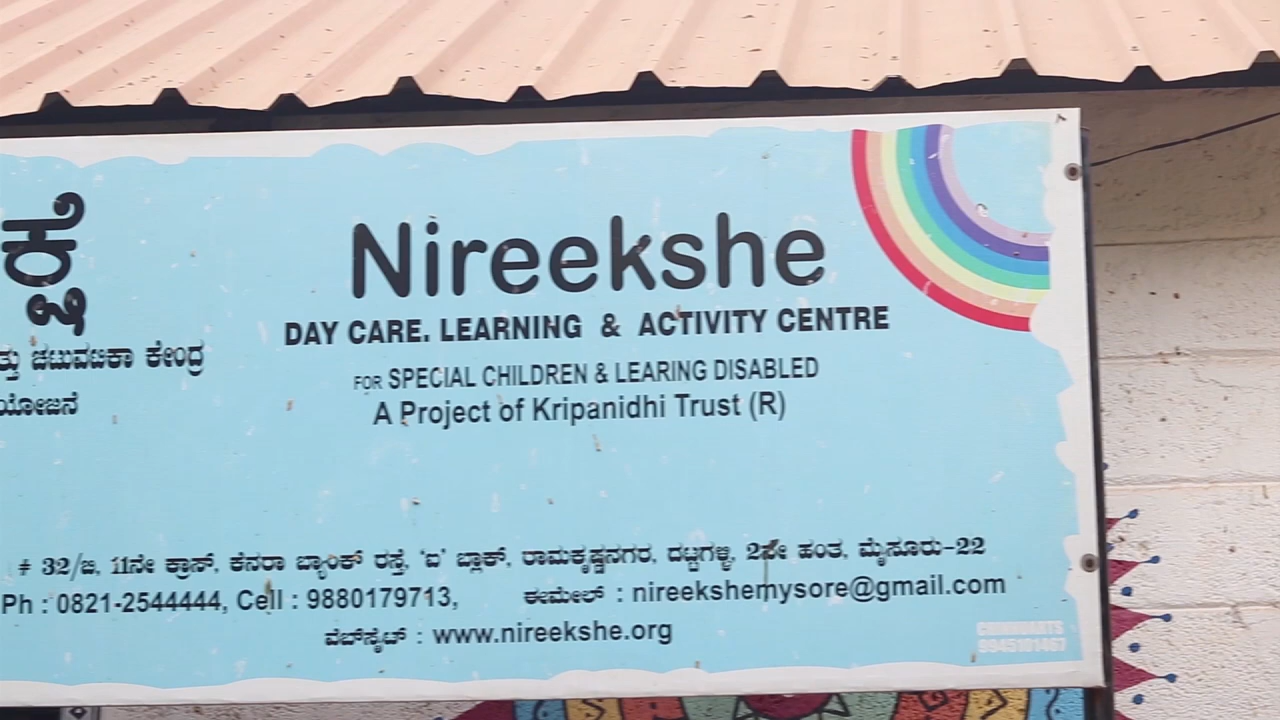 Nireekshe
DAY CARE. LEARNING & ACTIVITY CENTRE
FOR SPECIAL CHILDREN & LEARING DISABLED
A Project of Kripanidhi Trust (R)
ಚಟುವಟಿಕಾ ಕೇಂದ್ರ
ಯೋಜನೆ
# 32/ಬಿ, 11ನೇ ಕ್ರಾಸ್, ಕೆನರಾ ಬ್ಯಾಂಕ್ ರಸ್ತೆ, 'ಐ' ಬ್ಲಾಕ್, ರಾಮಕೃಷ್ಣನಗರ, ದಟ್ಟಗಳ್ಳಿ, 2ನೇ ಹಂತ, ಮೈಸೂರು-22
Ph : 0821-2544444, Cell : 9880179713, ಈಮೇಲ್ : nireekshemysore@gmail.com
ವೆಬ್‌ಸೈಟ್ : www.nireekshe.org
9945101467